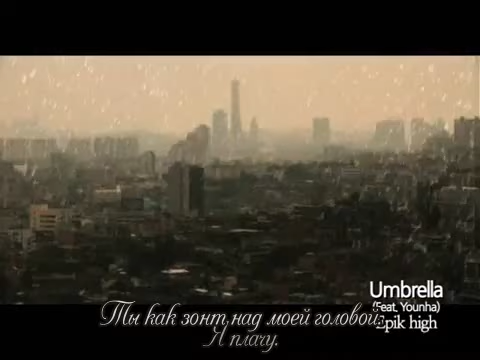 Umbrella
(Feat. Younha)
Epik high
Ты как зонт над моей головой.
Я плачу.